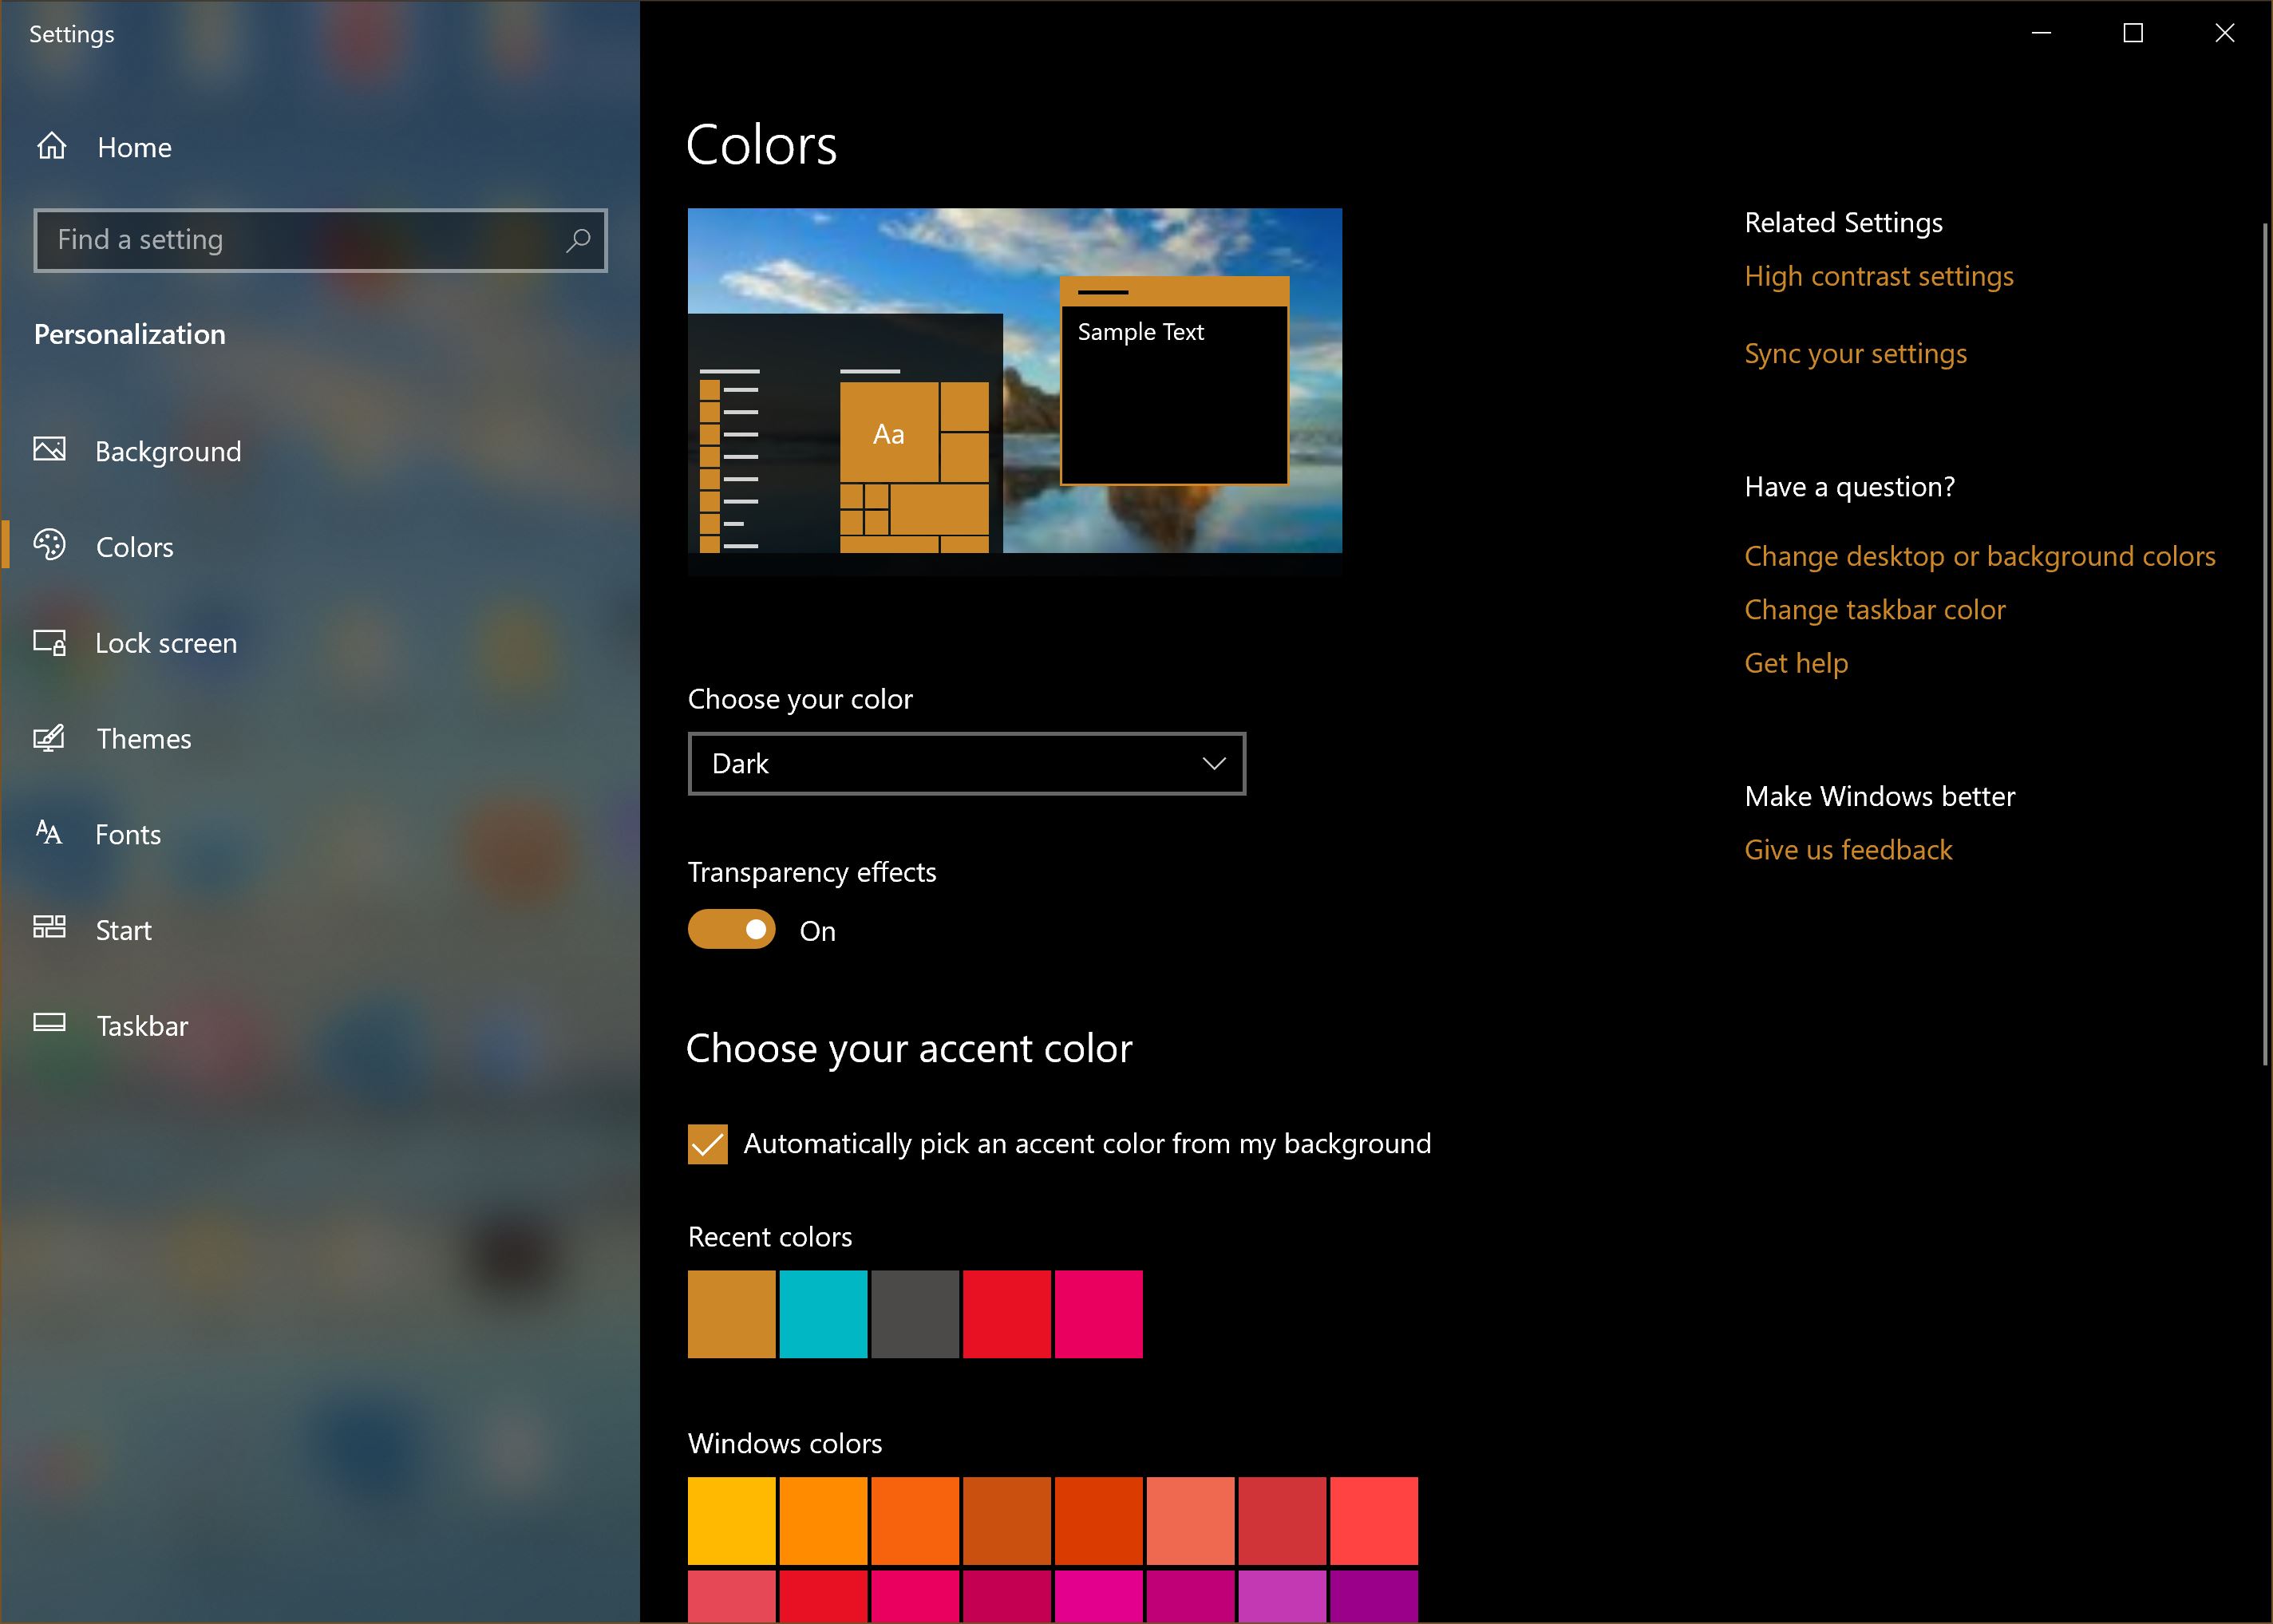 Settings
Home
Find a setting
Personalization
Background
Colors
Lock screen
Themes
Fonts
Start
Taskbar
Colors
Sample Text
Aa
Choose your color
Dark
Transparency effects
On
Choose your accent color
Automatically pick an accent color from my background
Recent colors
Windows colors
Related Settings
High contrast settings
Sync your settings
Have a question?
Change desktop or background colors
Change taskbar color
Get help
Make Windows better
Give us feedback